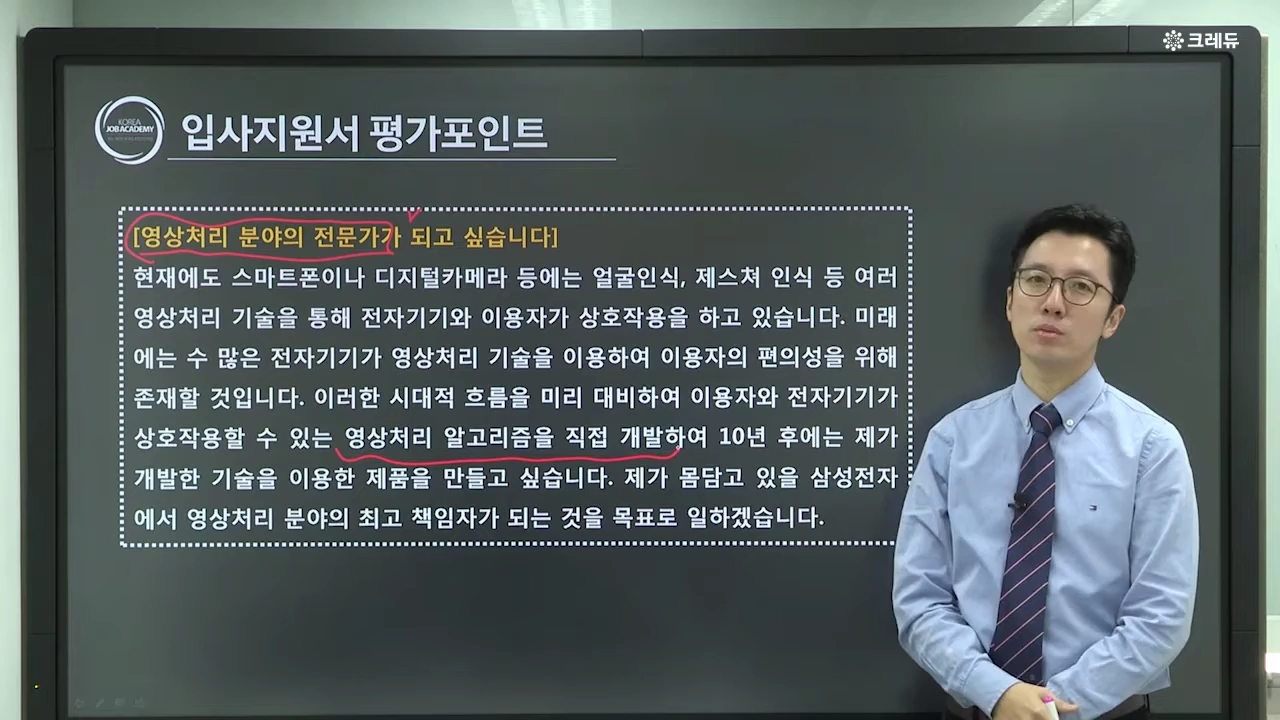 크레듀
KOREA
JOB ACADEMY
입사지원서 평가포인트
[영상처리 분야의 전문가가 되고 싶습니다]
현재에도 스마트폰이나 디지털카메라 등에는 얼굴인식, 제스쳐 인식 등 여러
영상처리 기술을 통해 전자기기와 이용자가 상호작용을 하고 있습니다. 미래
에는 수 많은 전자기기가 영상처리 기술을 이용하여 이용자의 편의성을 위해
존재할 것입니다. 이러한 시대적 흐름을 미리 대비하여 이용자와 전자기기가
상호작용할 수 있는 영상처리 알고리즘을 직접 개발하여 10년 후에는 제가
개발한 기술을 이용한 제품을 만들고 싶습니다. 제가 몸담고 있을 삼성전자
에서 영상처리 분야의 최고 책임자가 되는 것을 목표로 일하겠습니다.